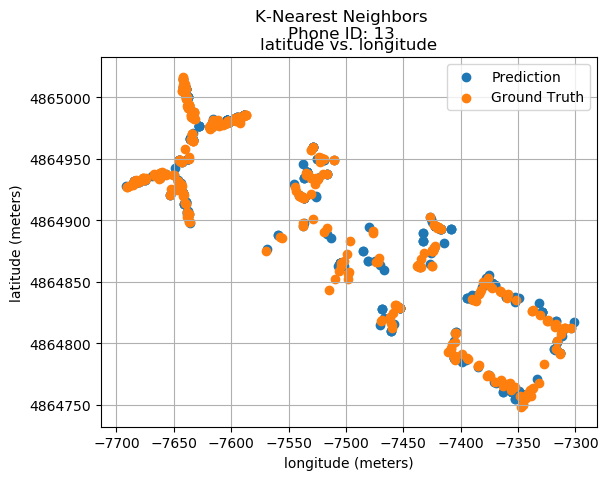 K-Nearest Neighbors
Phone ID: 13
latitude vs. longitude
Prediction
Ground Truth
latitude (meters)
4865000
4864950
4864900
4864850
4864800
4864750
−7700 −7650 −7600 −7550 −7500 −7450 −7400 −7350 −7300
longitude (meters)